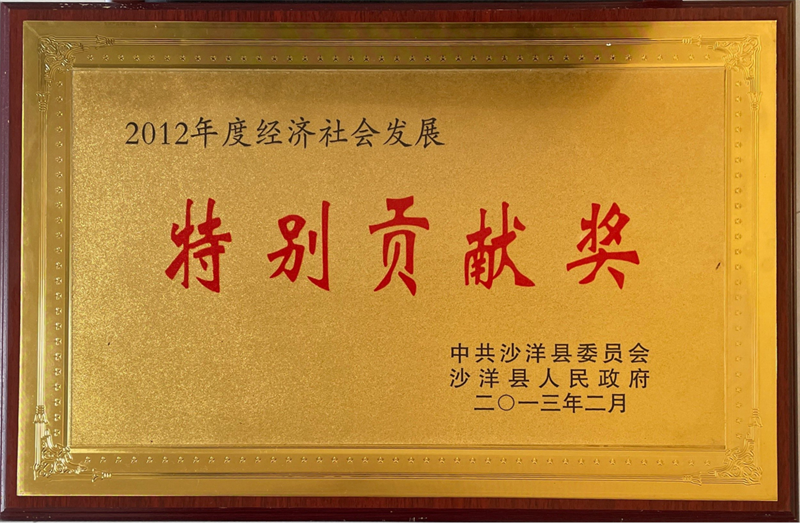 2012年度经济社会发展
特别贡献奖
中共沙洋县委员会
沙洋县人民政府
二〇一三年二月